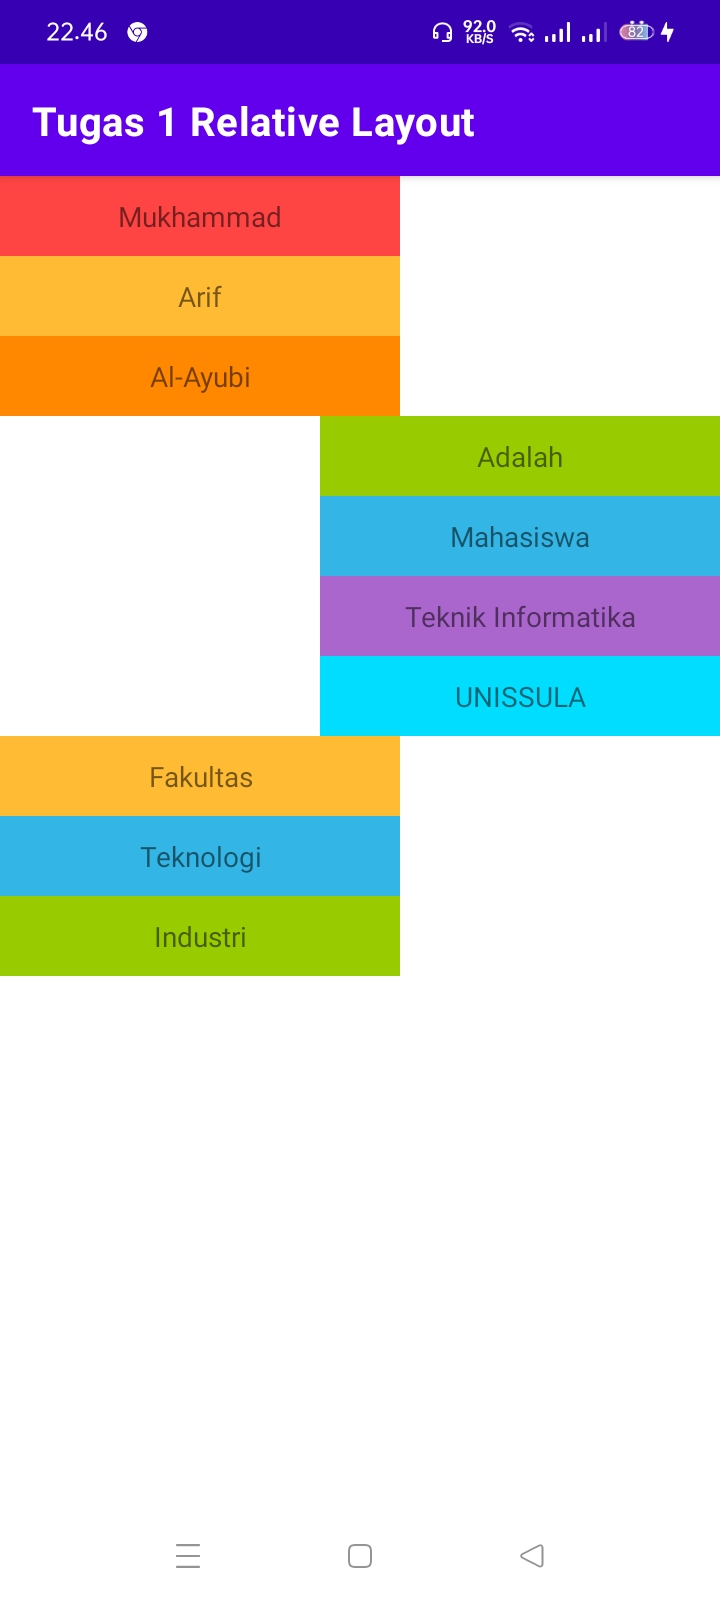 22.46 92.0 KB/S 82
Tugas 1 Relative Layout
Mukhammad
Arif
Al-Ayubi
Adalah
Mahasiswa
Teknik Informatika
UNISSULA
Fakultas
Teknologi
Industri